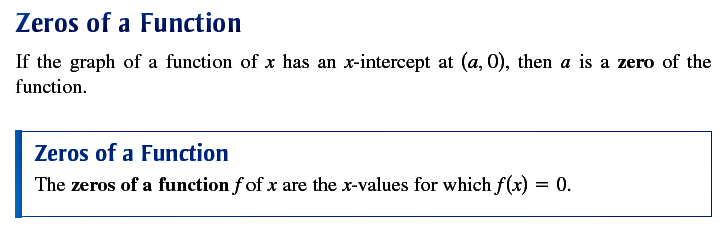 Zeros of a Function
If the graph of a function of x has an x-intercept at (a, 0), then a is a zero of the
function.
Zeros of a Function
The zeros of a function f of x are the x-values for which f(x) = 0.